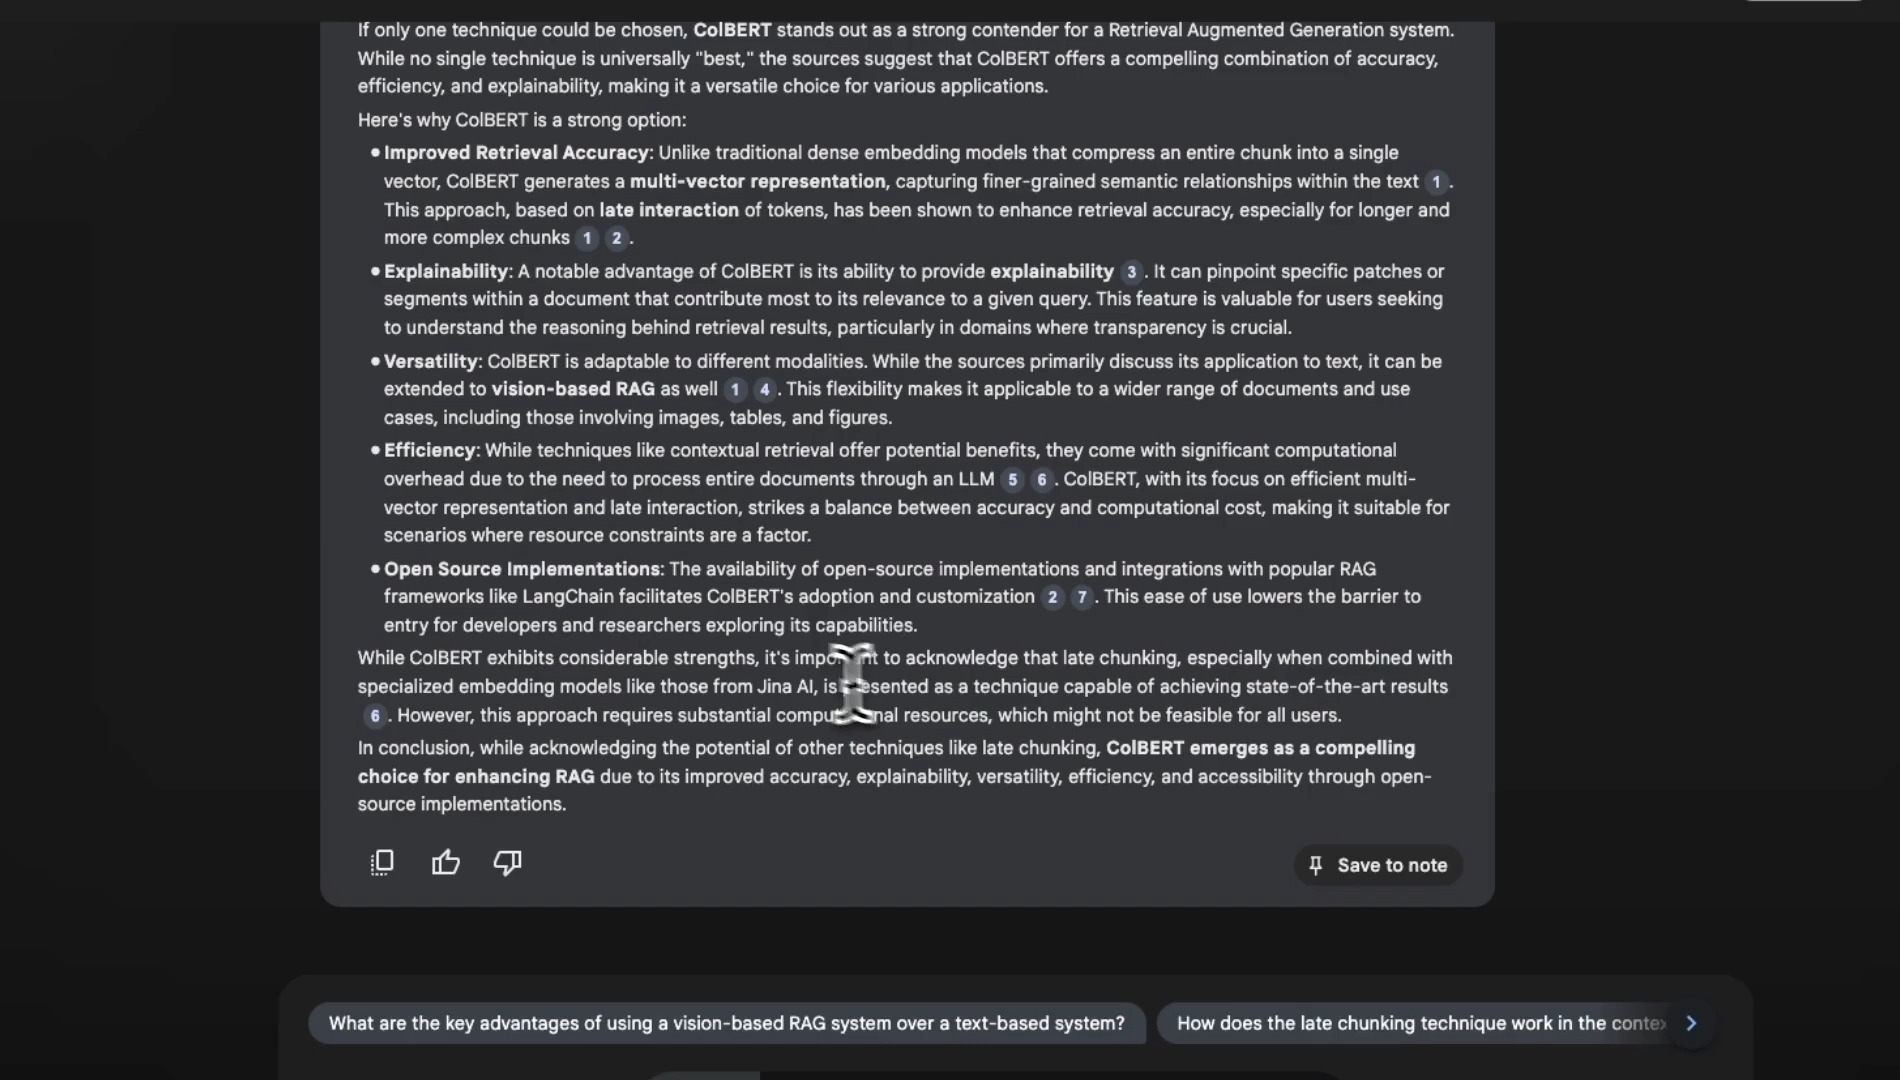 If only one technique could be chosen, ColBERT stands out as a strong contender for a Retrieval Augmented Generation system.
While no single technique is universally "best," the sources suggest that ColBERT offers a compelling combination of accuracy,
efficiency, and explainability, making it a versatile choice for various applications.
Here's why ColBERT is a strong option:
• Improved Retrieval Accuracy: Unlike traditional dense embedding models that compress an entire chunk into a single
vector, ColBERT generates a multi-vector representation, capturing finer-grained semantic relationships within the text 1.
This approach, based on late interaction of tokens, has been shown to enhance retrieval accuracy, especially for longer and
more complex chunks 1 2.
• Explainability: A notable advantage of ColBERT is its ability to provide explainability 3. It can pinpoint specific patches or
segments within a document that contribute most to its relevance to a given query. This feature is valuable for users seeking
to understand the reasoning behind retrieval results, particularly in domains where transparency is crucial.
• Versatility: ColBERT is adaptable to different modalities. While the sources primarily discuss its application to text, it can be
extended to vision-based RAG as well 1 4. This flexibility makes it applicable to a wider range of documents and use
cases, including those involving images, tables, and figures.
• Efficiency: While techniques like contextual retrieval offer potential benefits, they come with significant computational
overhead due to the need to process entire documents through an LLM 5 6. ColBERT, with its focus on efficient multi-
vector representation and late interaction, strikes a balance between accuracy and computational cost, making it suitable for
scenarios where resource constraints are a factor.
• Open Source Implementations: The availability of open-source implementations and integrations with popular RAG
frameworks like LangChain facilitates ColBERT's adoption and customization 2 7. This ease of use lowers the barrier to
entry for developers and researchers exploring its capabilities.
While ColBERT exhibits considerable strengths, it's important to acknowledge that late chunking, especially when combined with
specialized embedding models like those from Jina AI, is presented as a technique capable of achieving state-of-the-art results
6. However, this approach requires substantial computational resources, which might not be feasible for all users.
In conclusion, while acknowledging the potential of other techniques like late chunking, ColBERT emerges as a compelling
choice for enhancing RAG due to its improved accuracy, explainability, versatility, efficiency, and accessibility through open-
source implementations.
Save to note
What are the key advantages of using a vision-based RAG system over a text-based system?
How does the late chunking technique work in the contex